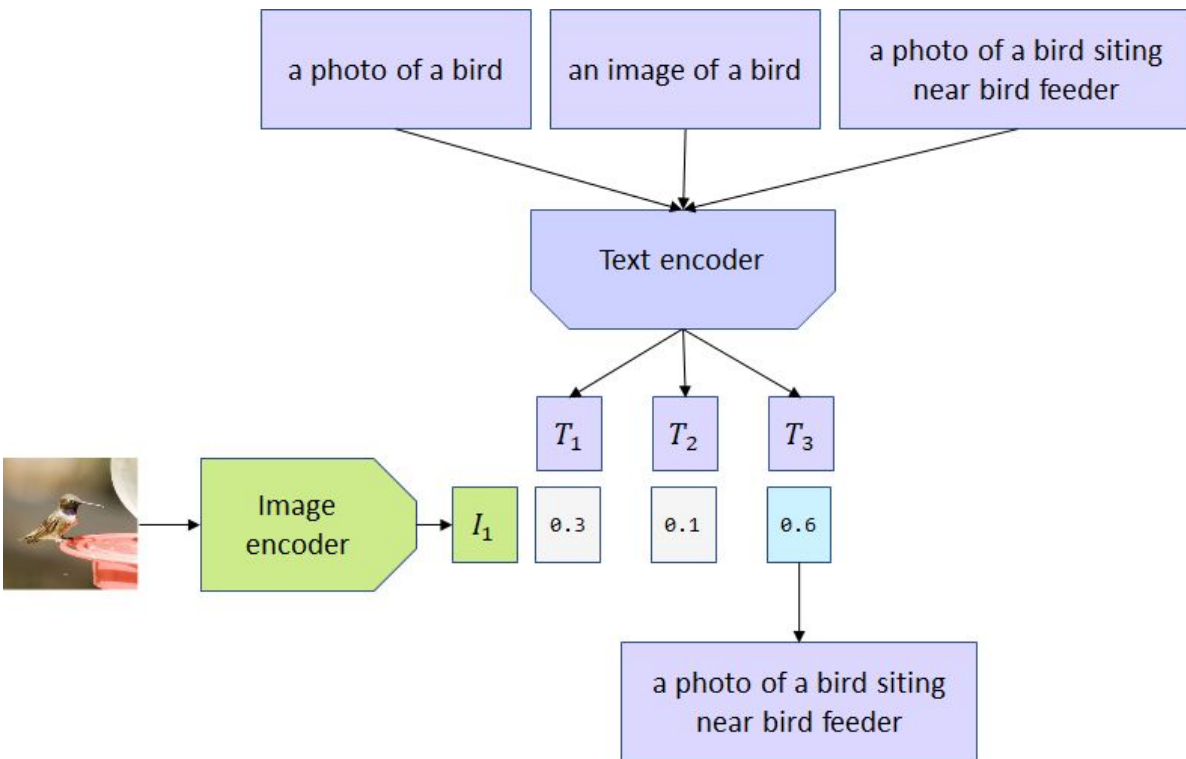 a photo of a bird
an image of a bird
a photo of a bird siting
near bird feeder
Text encoder
T₁
T₂
T₃
Image
encoder
I₁
0.3
0.1
0.6
a photo of a bird siting
near bird feeder